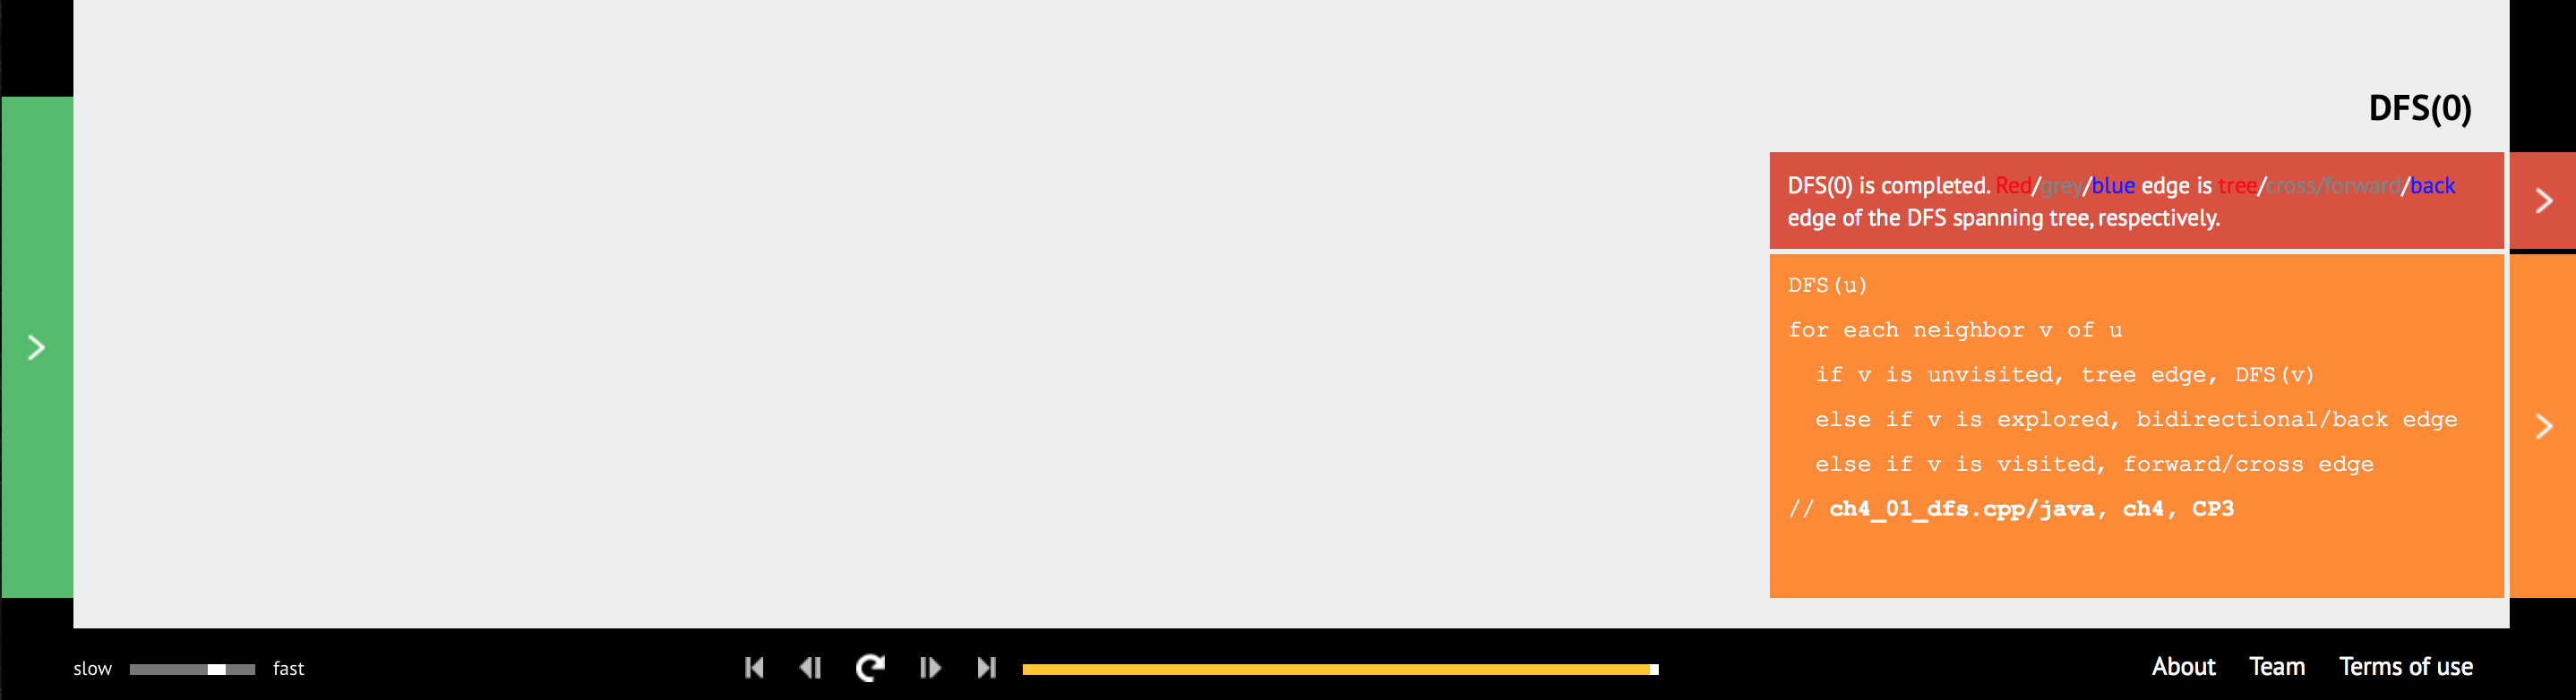 DFS(0)
DFS(0) is completed. Red/grey/blue edge is tree/cross/forward/back
edge of the DFS spanning tree, respectively.
DFS(u)
for each neighbor v of u
  if v is unvisited, tree edge, DFS(v)
  else if v is explored, bidirectional/back edge
  else if v is visited, forward/cross edge
// ch4_01_dfs.cpp/java, ch4, CP3
slow fast
About Team Terms of use